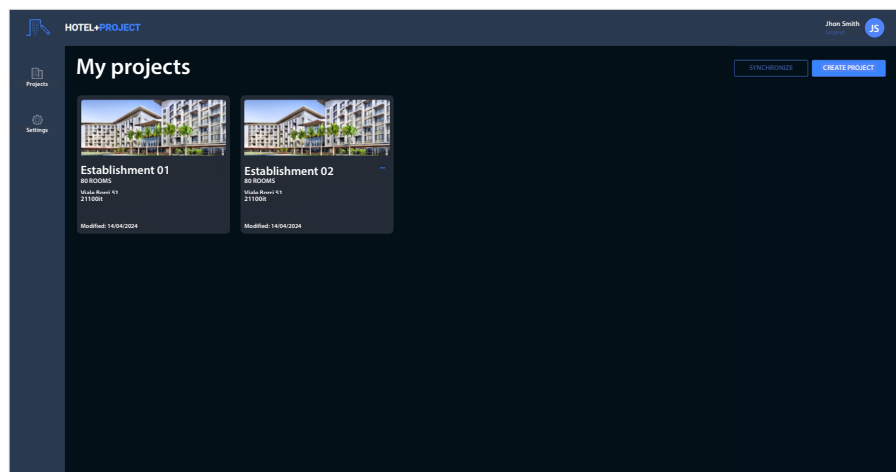 HOTEL+PROJECT
Jhon Smith
Logout
JS
Projects
Settings
My projects
SYNCHRONIZE
CREATE PROJECT
Establishment 01
80 ROOMS
Viale Borri 51
21100it
Modified: 14/04/2024
Establishment 02
80 ROOMS
Viale Borri 51
21100it
Modified: 14/04/2024